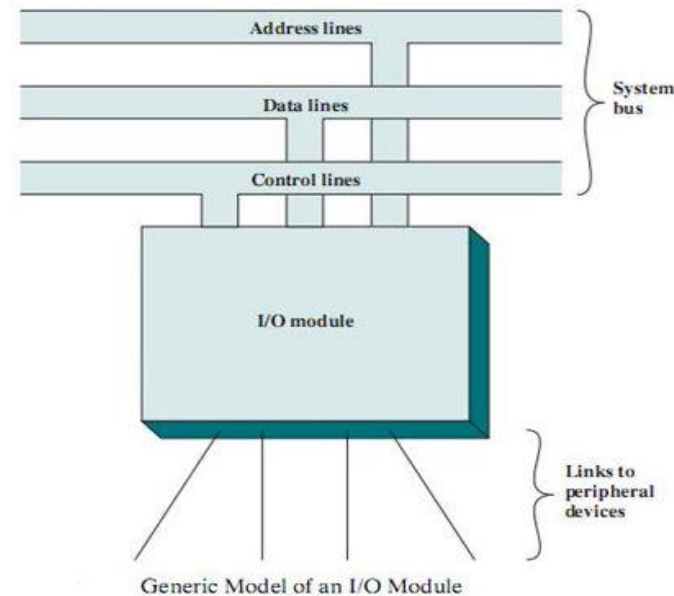 Address lines
Data lines
Control lines
System
bus
I/O module
Links to
peripheral
devices
Generic Model of an I/O Module